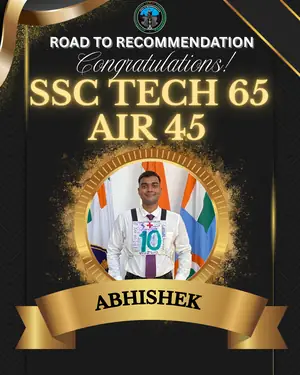 ROAD TO RECOMMENDATION
Congratulations!
SSC TECH 65
AIR 45
10
ABHISHEK